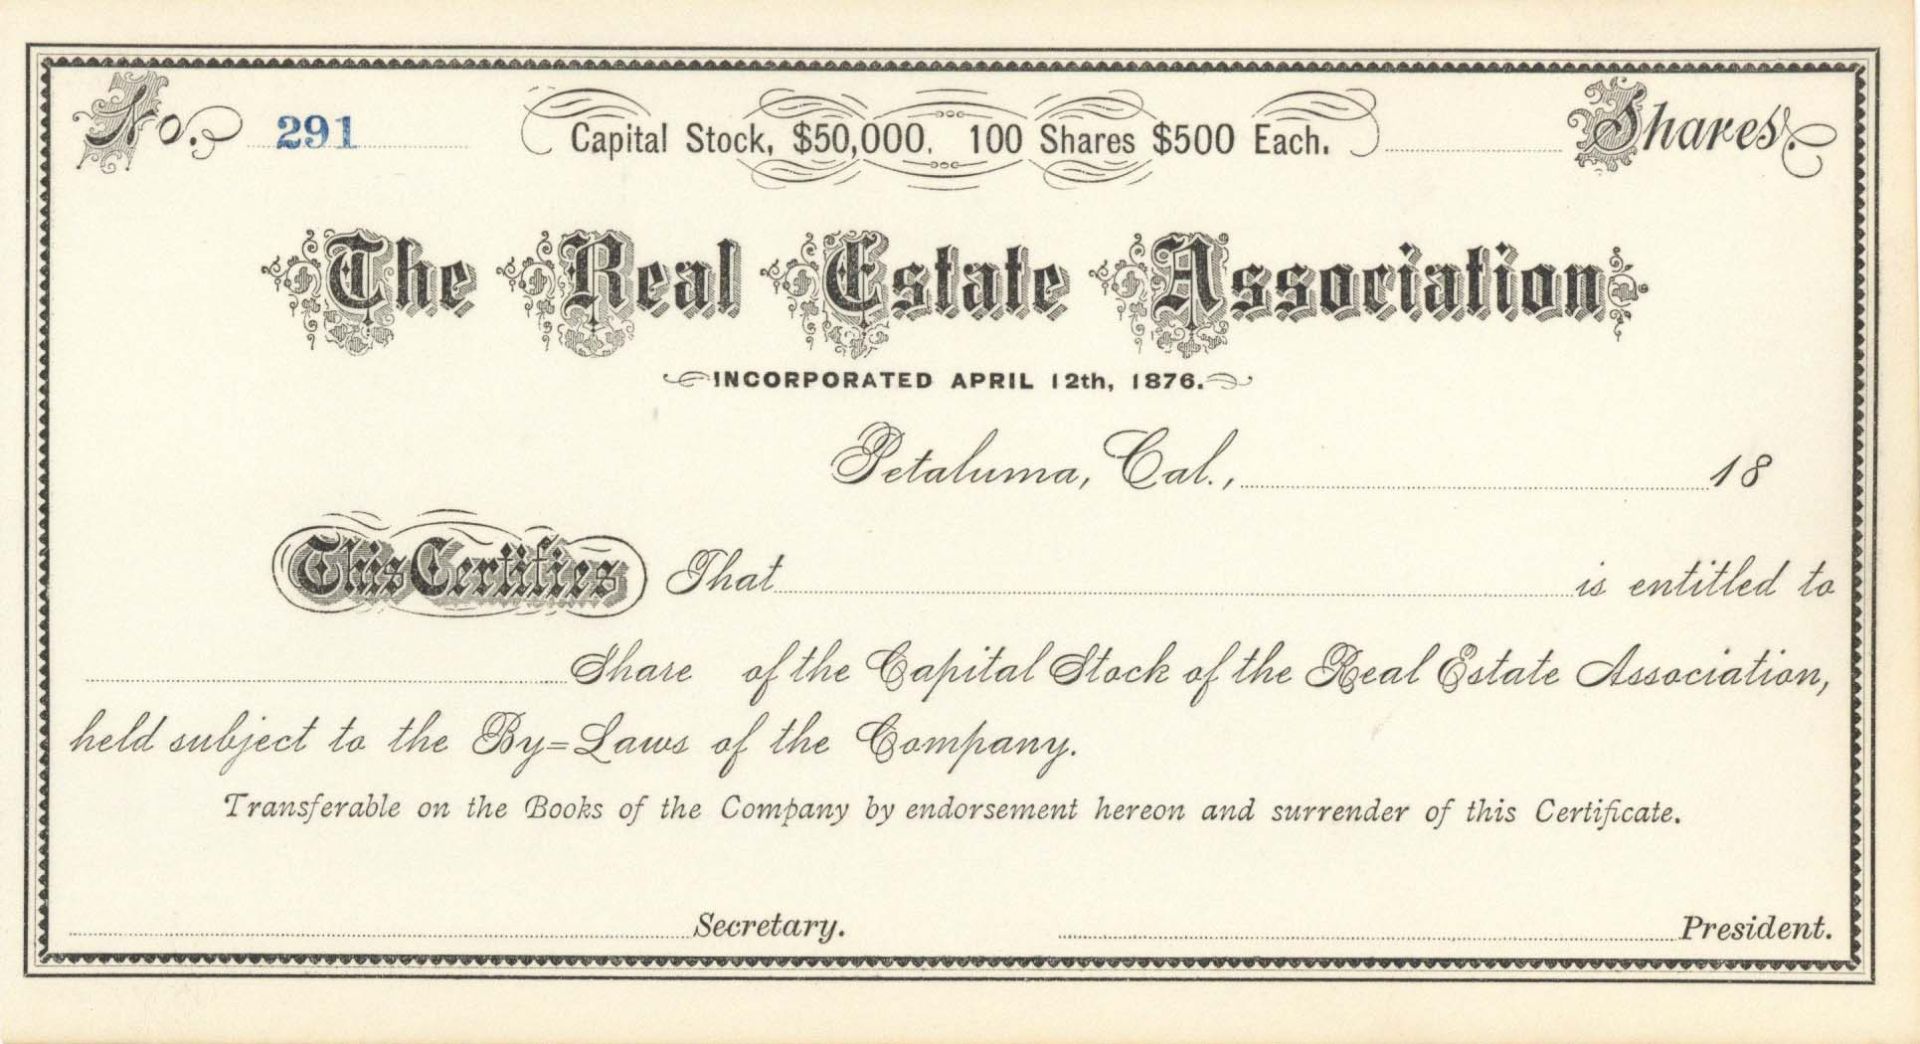 No. 291 Capital Stock, $50,000. 100 Shares $500 Each. Shares.
The Real Estate Association
INCORPORATED APRIL 12th, 1876.
Petaluma, Cal., 18
This Certifies That is entitled to
Share of the Capital Stock of the Real Estate Association,
held subject to the By=Laws of the Company.
Transferable on the Books of the Company by endorsement hereon and surrender of this Certificate.
Secretary. President.